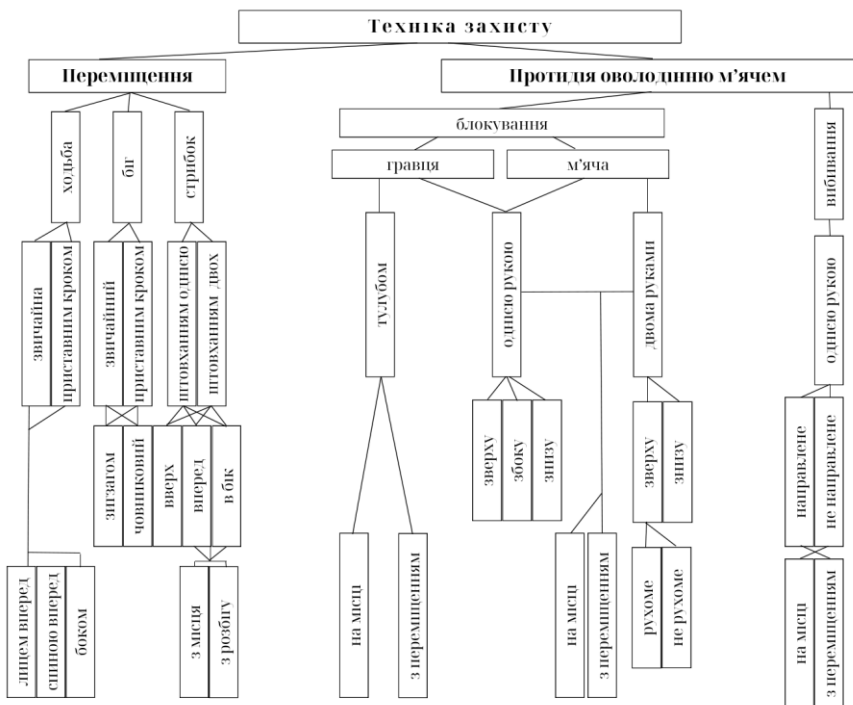 Техніка захисту
Переміщення
Протидія оволодінню м’ячем
блокування
гравця
м’яча
ходьба
біг
стрибок
вибивання
тулубом
однією рукою
двома руками
однією рукою
звичайна
приставним кроком
звичайний
приставним кроком
штовханням однією
штовханням двох
зигзагом
човниковий
вверх
вперед
в бік
зверху
збоку
знизу
зверху
знизу
направлене
не направлене
лицем вперед
спиною вперед
боком
з місця
з розбігу
на місці
з переміщенням
на місці
з переміщенням
рухоме
не рухоме
на місці
з переміщенням